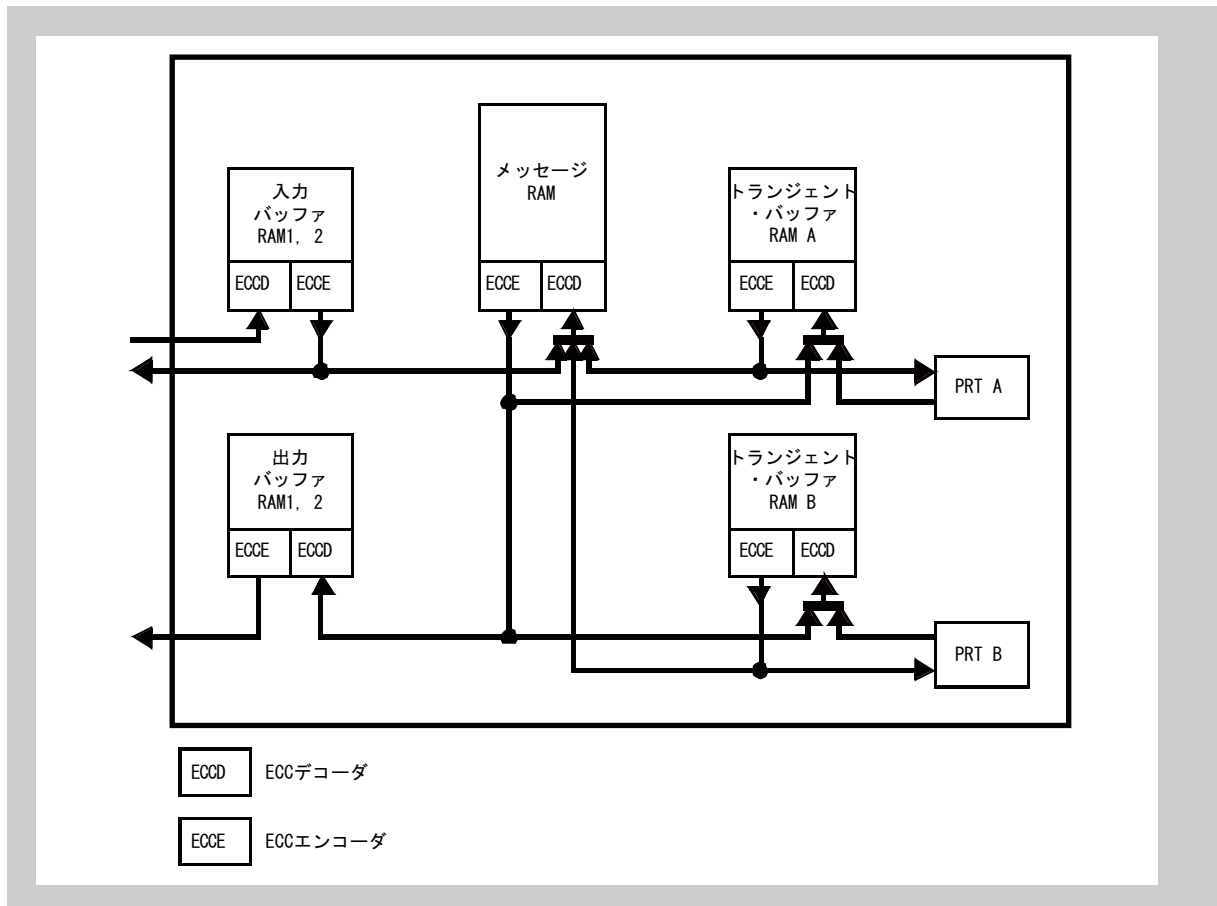 メッセージ
RAM
入力
バッファ
RAM1, 2
トランジェント
・バッファ
RAM A
ECCD
ECCE
ECCE
ECCD
ECCE
ECCD
PRT A
出力
バッファ
RAM1, 2
トランジェント
・バッファ
RAM B
ECCE
ECCD
ECCE
ECCD
PRT B
ECCD
ECCデコーダ
ECCE
ECCエンコーダ